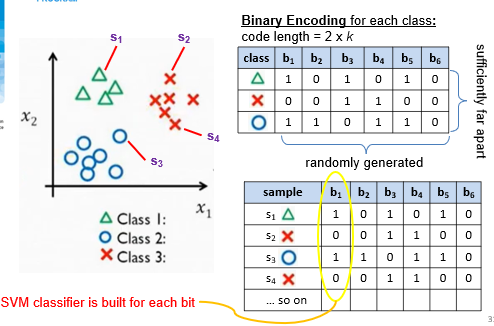 Binary Encoding for each class:
code length = 2 x k
class b1 b2 b3 b4 b5 b6
1 0 1 0 1 0
0 0 1 1 0 0
1 1 0 1 1 0
sufficiently far apart
randomly generated
s1
s2
s3
s4
x2
x1
Class 1:
Class 2:
Class 3:
sample b1 b2 b3 b4 b5 b6
s1 1 0 1 0 1 0
s2 0 0 1 1 0 0
s3 1 1 0 1 1 0
s4 0 0 1 1 0 0
... so on
SVM classifier is built for each bit